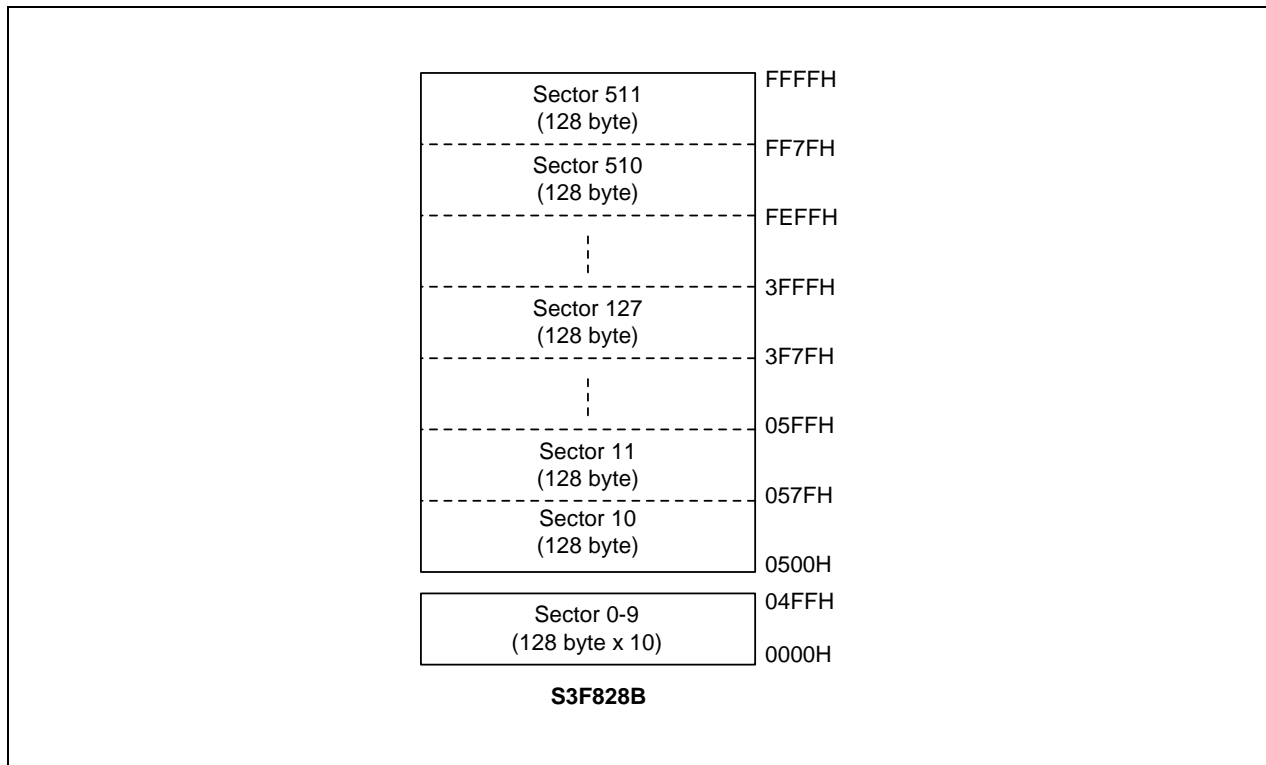 FFFFH
Sector 511
(128 byte)
FF7FH
Sector 510
(128 byte)
FEFFH
3FFFH
Sector 127
(128 byte)
3F7FH
05FFH
Sector 11
(128 byte)
057FH
Sector 10
(128 byte)
0500H
04FFH
Sector 0-9
(128 byte x 10)
0000H
S3F828B